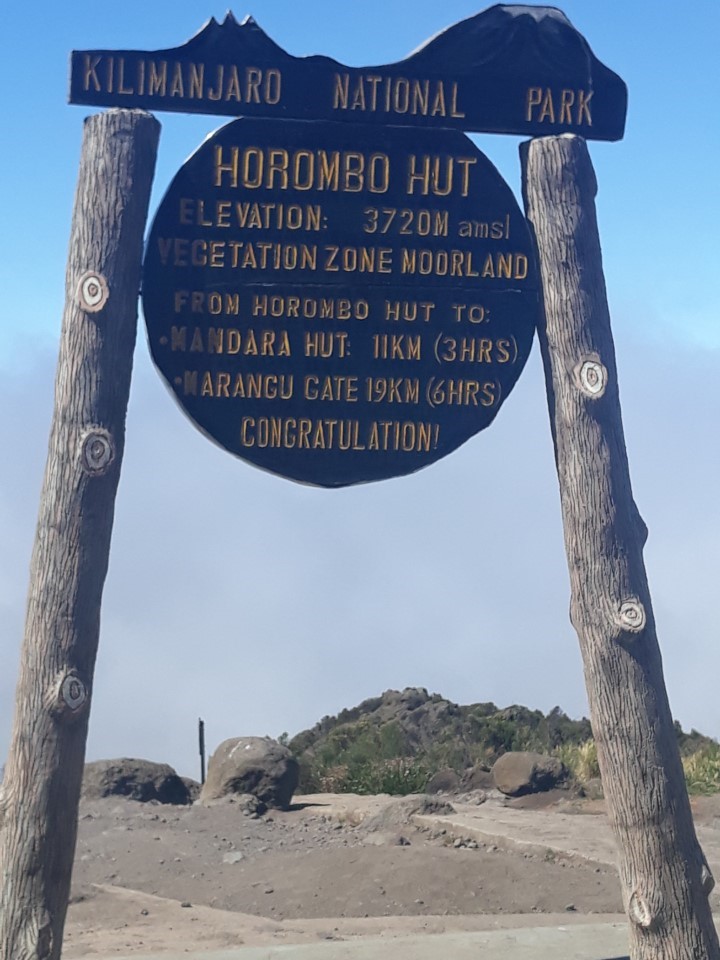 KILIMANJARO NATIONAL PARK
HOROMBO HUT
ELEVATION: 3720M amsl
VEGETATION ZONE MOORLAND
FROM HOROMBO HUT TO:
•MANDARA HUT: 11KM (3HRS)
•MARANGU GATE 19KM (6HRS)
CONGRATULATION!